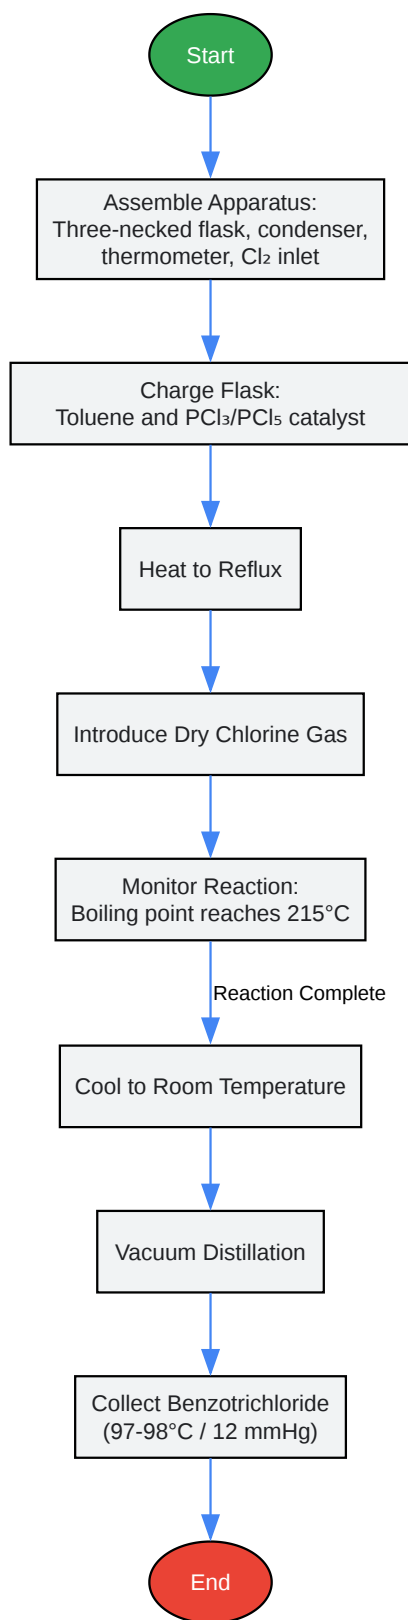 Start
Assemble Apparatus:
Three-necked flask, condenser,
thermometer, Cl₂ inlet
Charge Flask:
Toluene and PCl₃/PCl₅ catalyst
Heat to Reflux
Introduce Dry Chlorine Gas
Monitor Reaction:
Boiling point reaches 215°C
Reaction Complete
Cool to Room Temperature
Vacuum Distillation
Collect Benzotrichloride
(97-98°C / 12 mmHg)
End